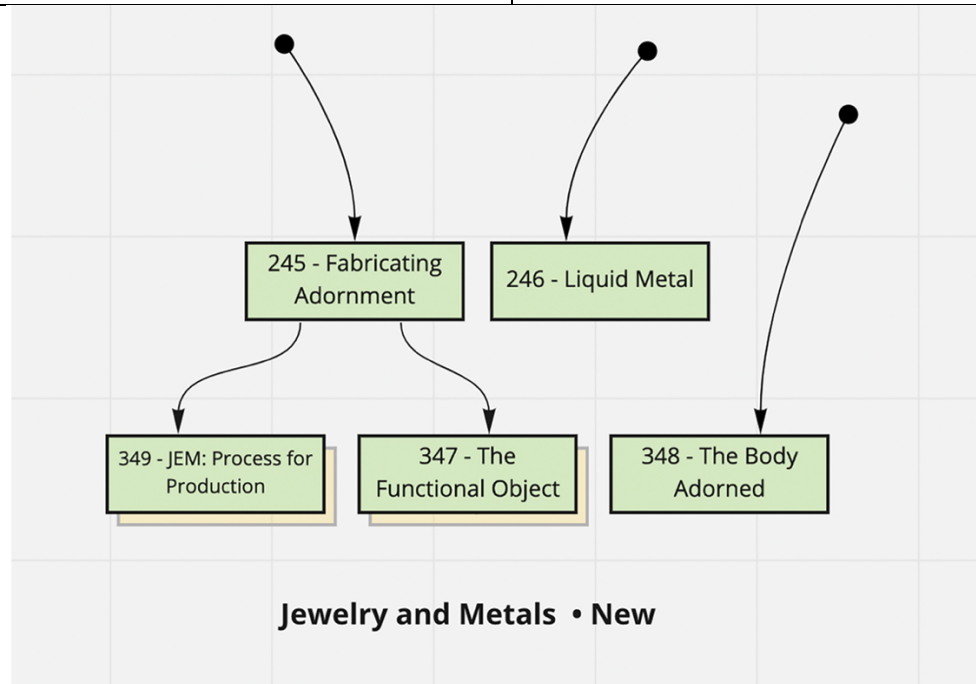 245 - Fabricating
Adornment
246 - Liquid Metal
349 - JEM: Process for
Production
347 - The
Functional Object
348 - The Body
Adorned
Jewelry and Metals • New